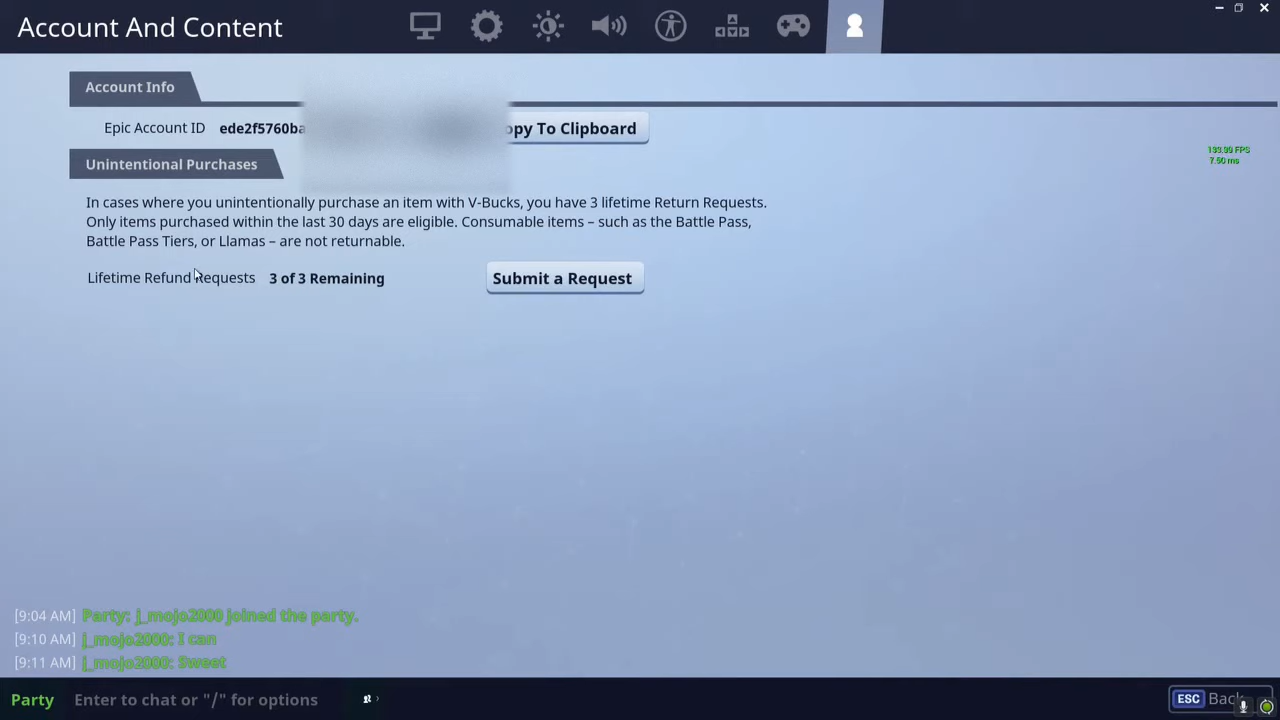 Account And Content
Account Info
Epic Account ID ede2f5760ba
opy To Clipboard
Unintentional Purchases
In cases where you unintentionally purchase an item with V-Bucks, you have 3 lifetime Return Requests.
Only items purchased within the last 30 days are eligible. Consumable items – such as the Battle Pass,
Battle Pass Tiers, or Llamas – are not returnable.
Lifetime Refund Requests 3 of 3 Remaining
Submit a Request
[9:04 AM] Party: j_mojo2000 joined the party.
[9:10 AM] j_mojo2000: I can
[9:11 AM] j_mojo2000: Sweet
Party Enter to chat or "/" for options
ESC Back